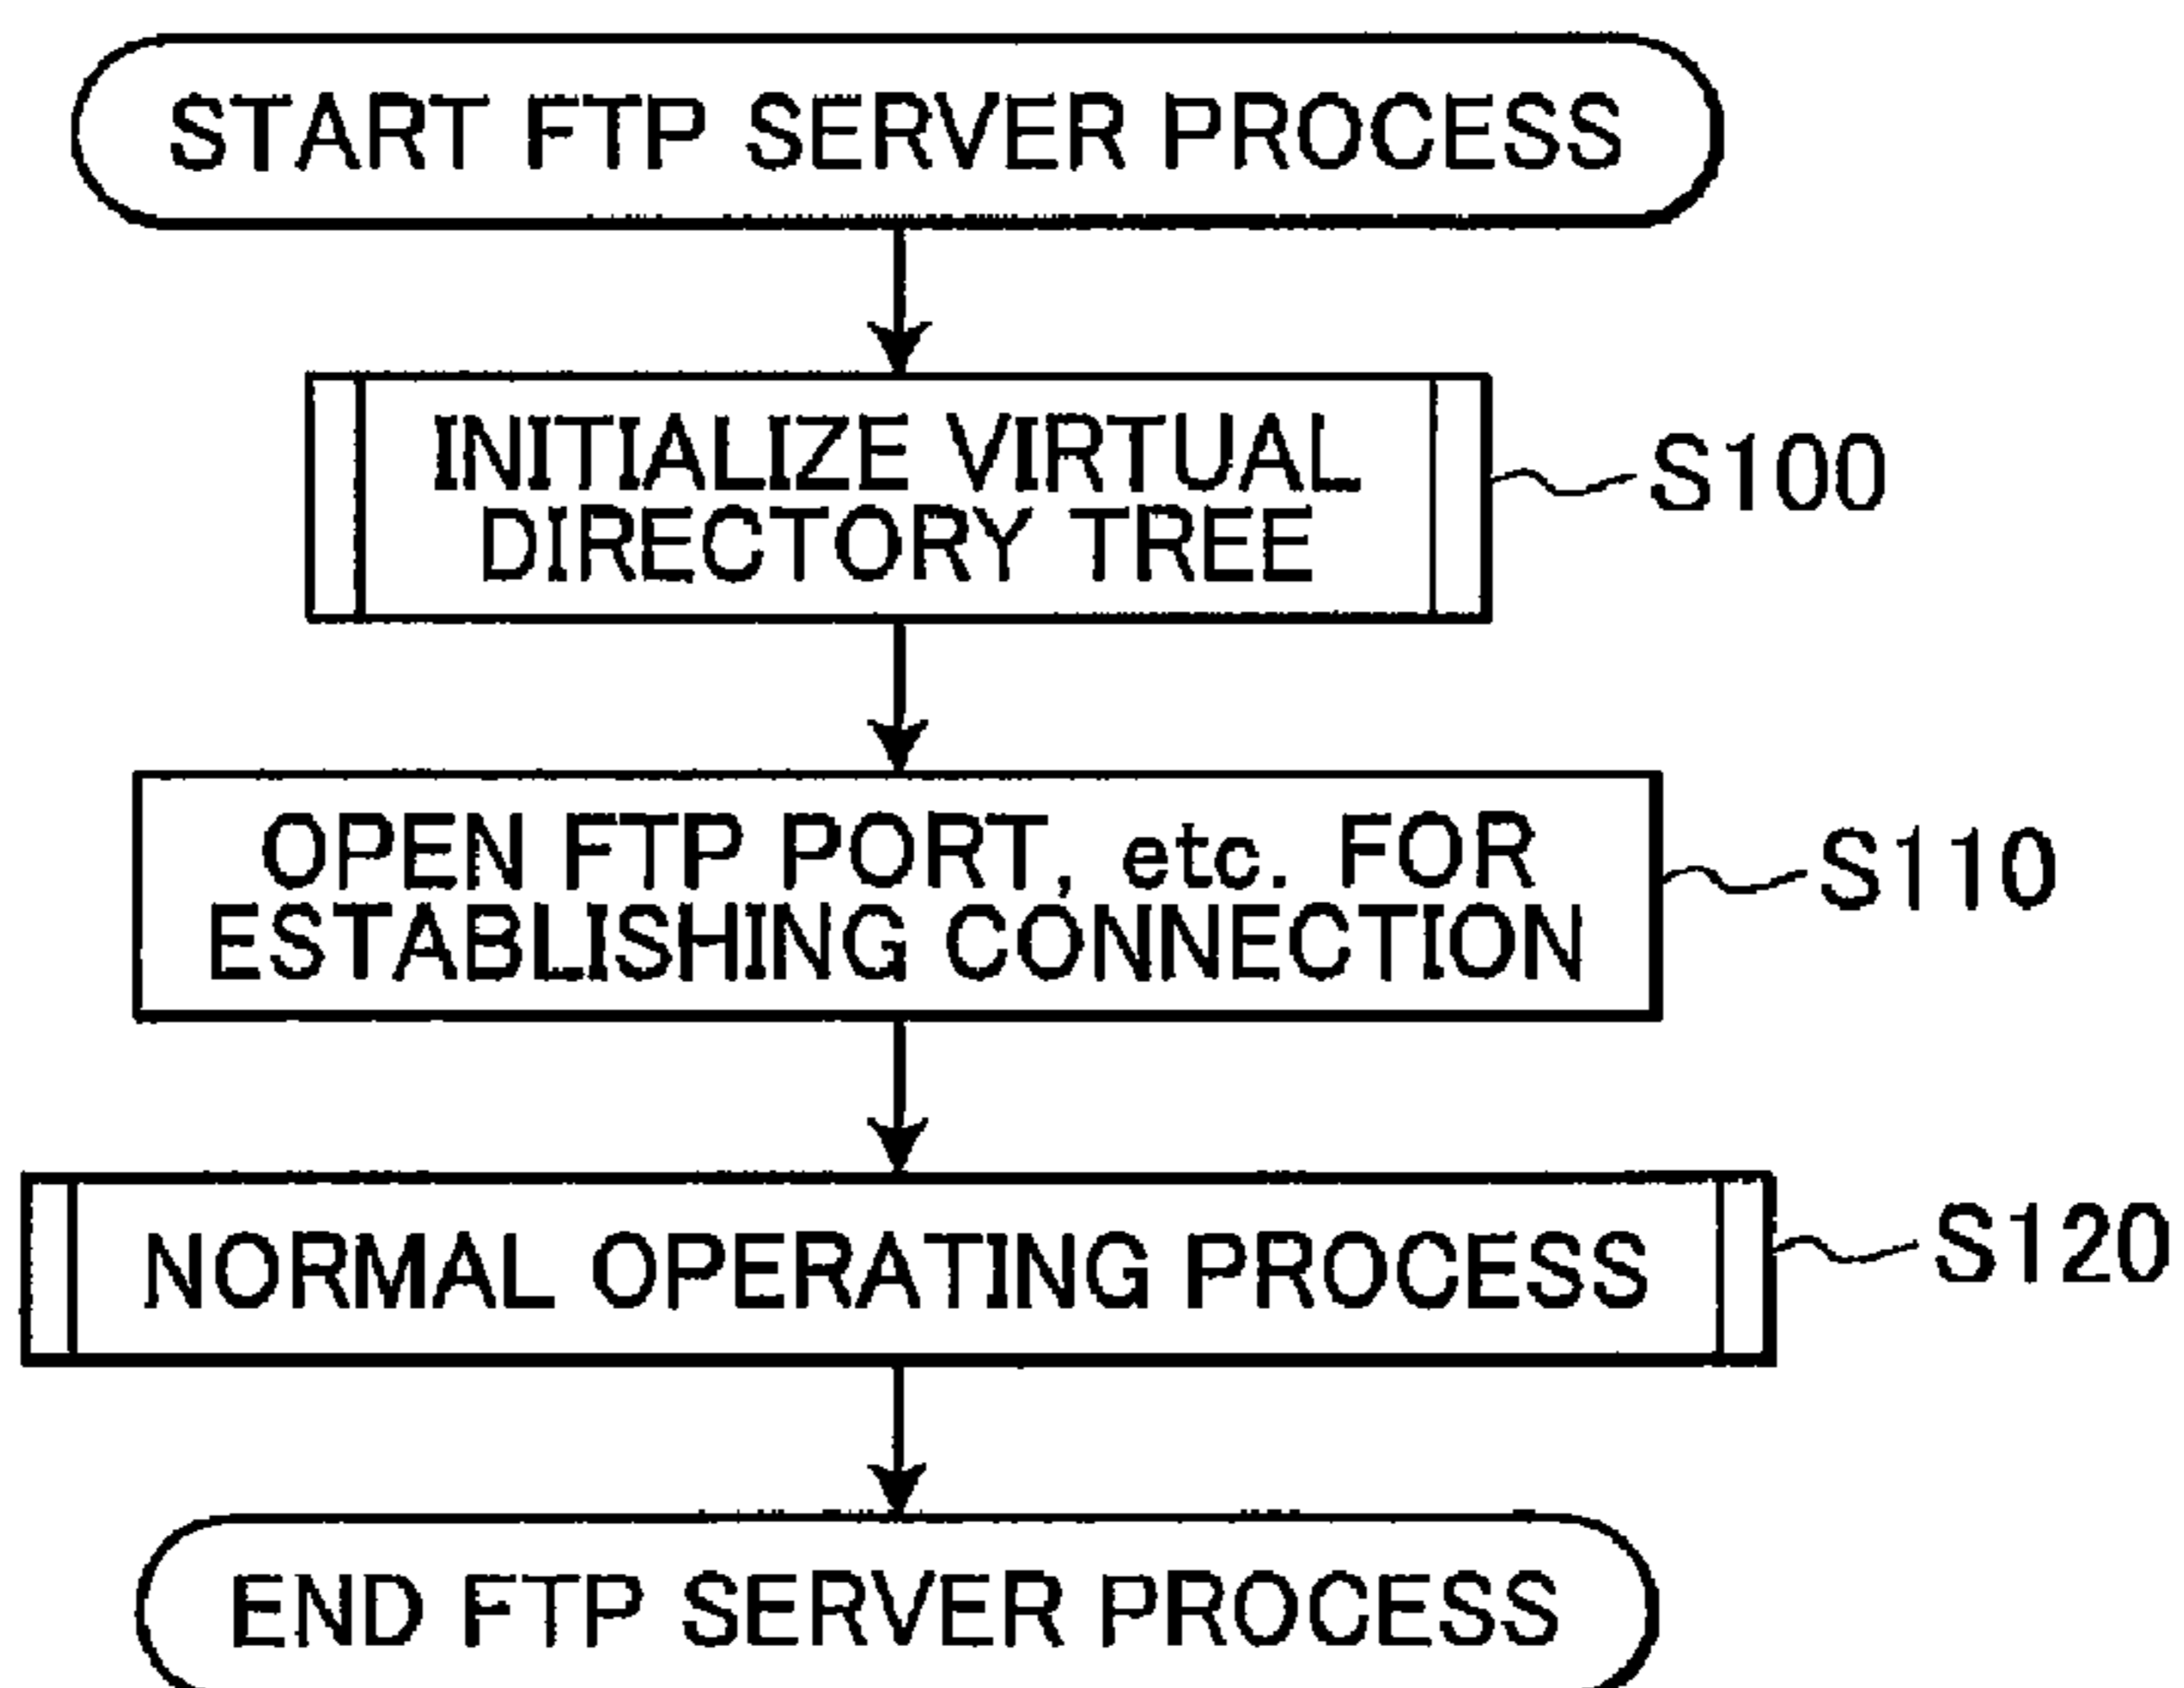 START FTP SERVER PROCESS
INITIALIZE VIRTUAL
DIRECTORY TREE
S100
OPEN FTP PORT, etc. FOR
ESTABLISHING CONNECTION
S110
NORMAL OPERATING PROCESS
S120
END FTP SERVER PROCESS